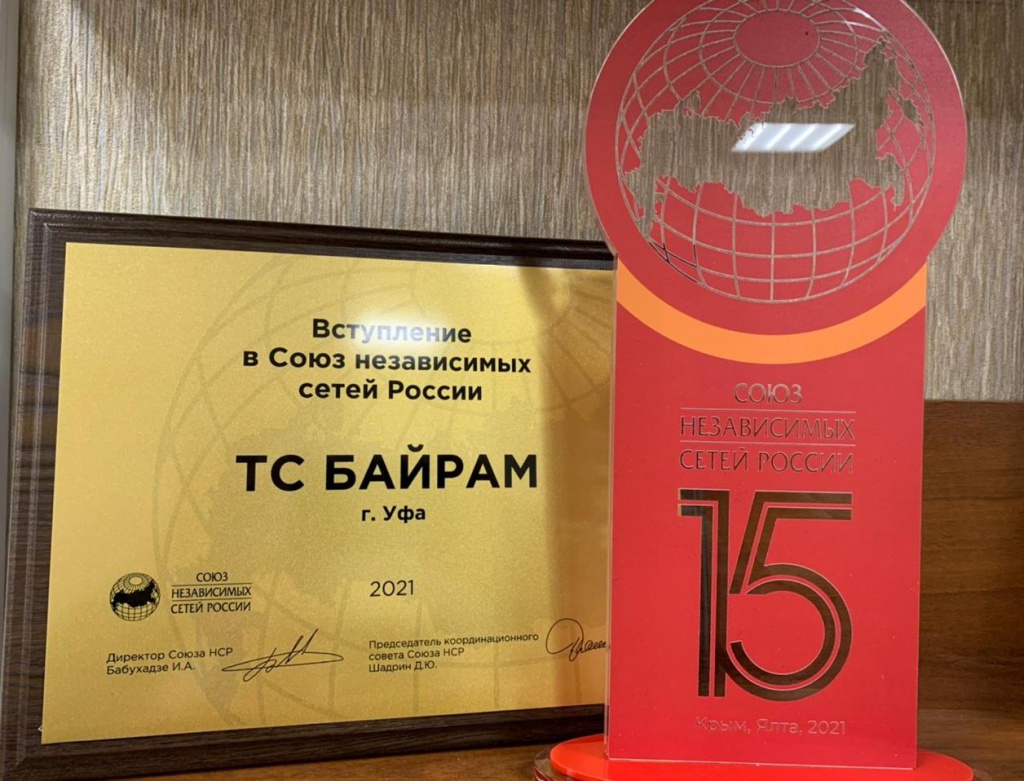 Вступление
в Союз независимых
сетей России
ТС БАЙРАМ
г. Уфа
2021
СОЮЗ
НЕЗАВИСИМЫХ
СЕТЕЙ РОССИИ
Директор Союза НСР
Бабухадзе И.А.
Председатель координационного
совета Союза НСР
Шадрин Д.Ю.
СОЮЗ
НЕЗАВИСИМЫХ
СЕТЕЙ РОССИИ
15
Крым, Ялта, 2021